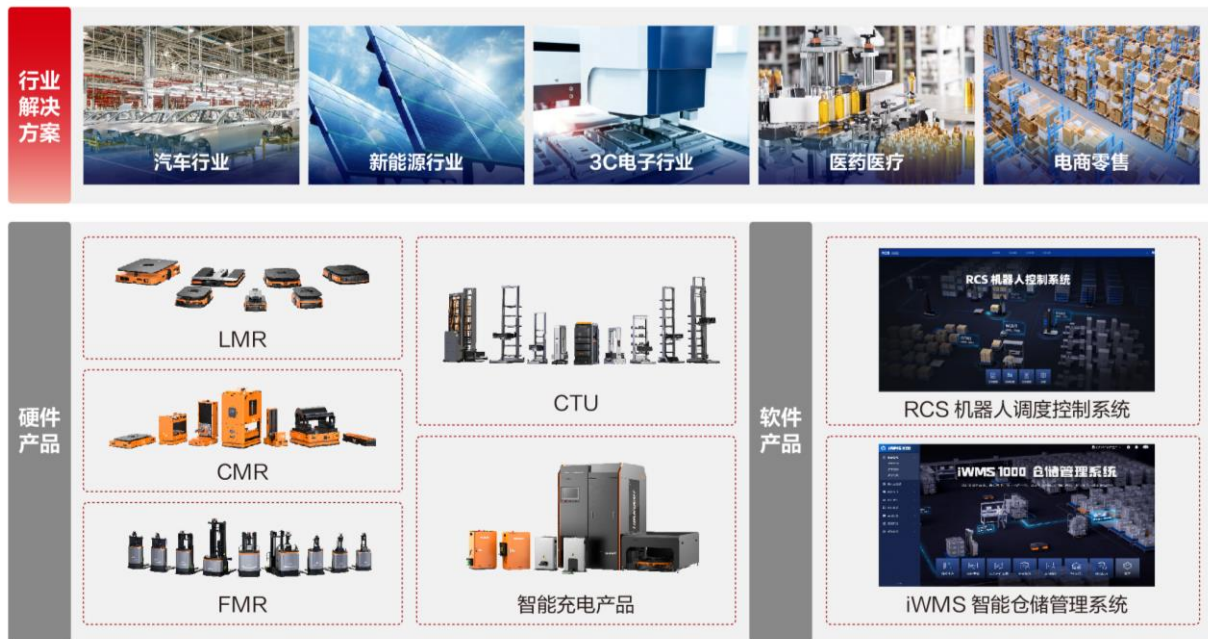 行业
解决
方案
汽车行业
新能源行业
3C电子行业
医药医疗
电商零售
硬件
产品
LMR
CMR
FMR
CTU
智能充电产品
软件
产品
RCS 机器人控制系统
RCS 机器人调度控制系统
iWMS 1000 仓储管理系统
iWMS 智能仓储管理系统